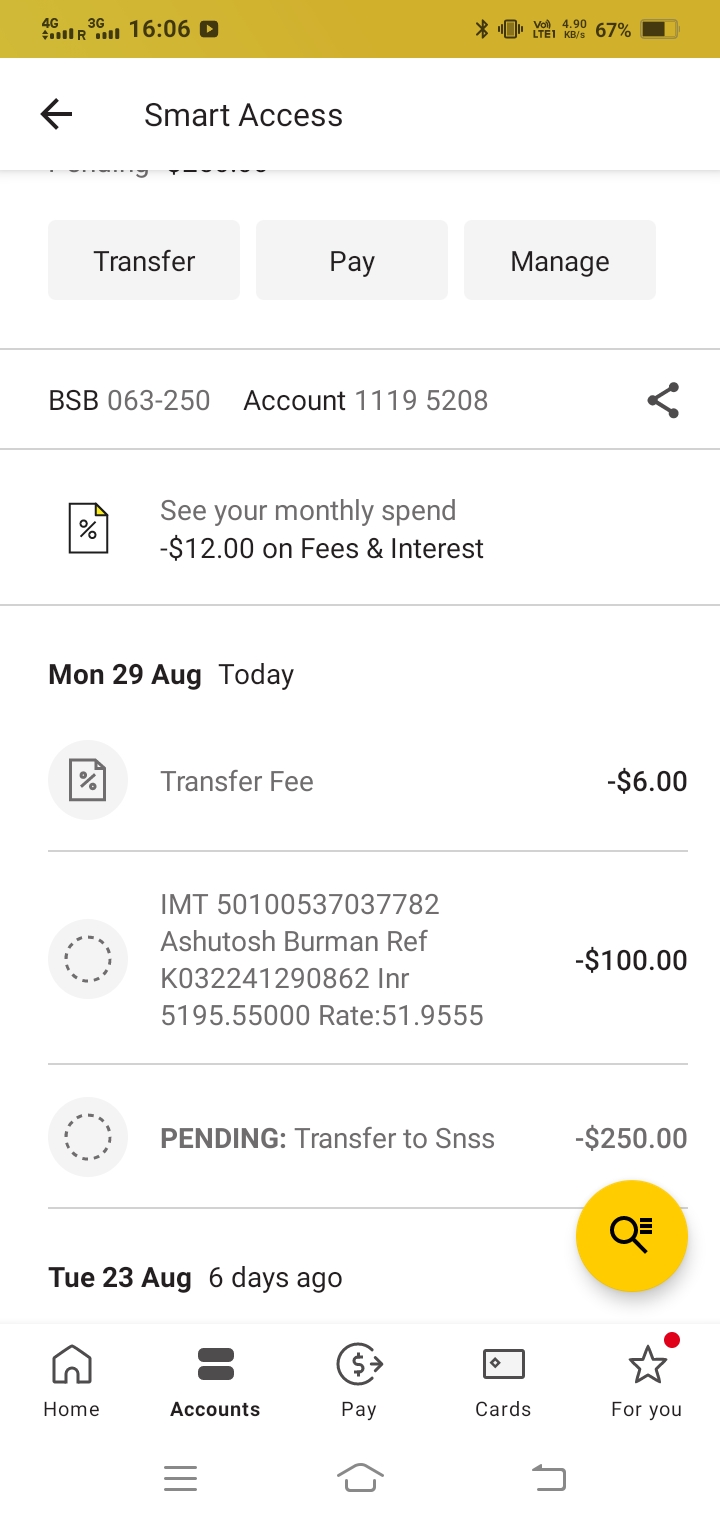 4G R 3G 16:06 Vo) LTE1 4.90 KB/s 67%
Smart Access
Transfer Pay Manage
BSB 063-250 Account 1119 5208
See your monthly spend
-$12.00 on Fees & Interest
Mon 29 Aug Today
Transfer Fee -$6.00
IMT 50100537037782
Ashutosh Burman Ref
K032241290862 Inr
5195.55000 Rate:51.9555
-$100.00
PENDING: Transfer to Snss -$250.00
Tue 23 Aug 6 days ago
Home Accounts Pay Cards For you